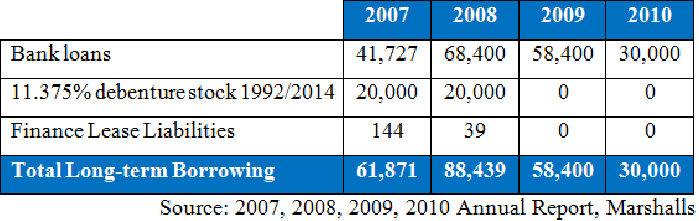 2007 2008 2009 2010
Bank loans 41,727 68,400 58,400 30,000
11.375% debenture stock 1992/2014 20,000 20,000 0 0
Finance Lease Liabilities 144 39 0 0
Total Long-term Borrowing 61,871 88,439 58,400 30,000
Source: 2007, 2008, 2009, 2010 Annual Report, Marshalls